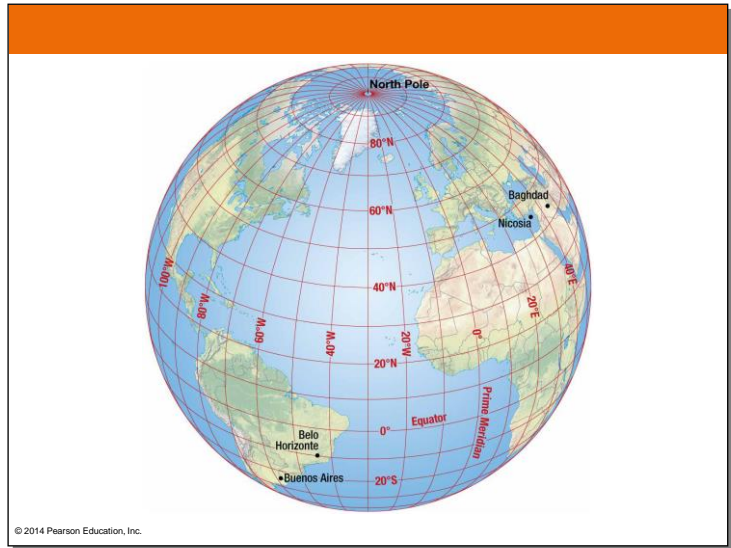 North Pole
80°N
60°N
Baghdad
Nicosia
40°N
100°W
80°W
60°W
40°W
20°W
0°
20°E
40°E
20°N
Equator
Prime Meridian
0°
Belo
Horizonte
Buenos Aires
20°S
© 2014 Pearson Education, Inc.